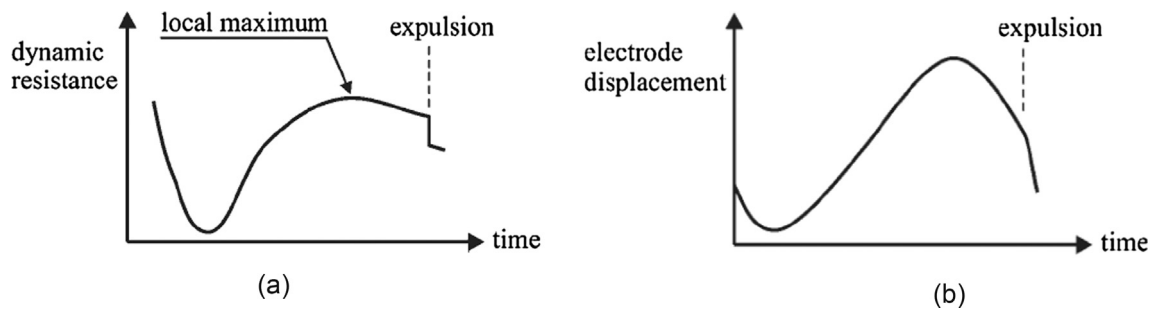 local maximum
expulsion
dynamic
resistance
time
(a)
expulsion
electrode
displacement
time
(b)